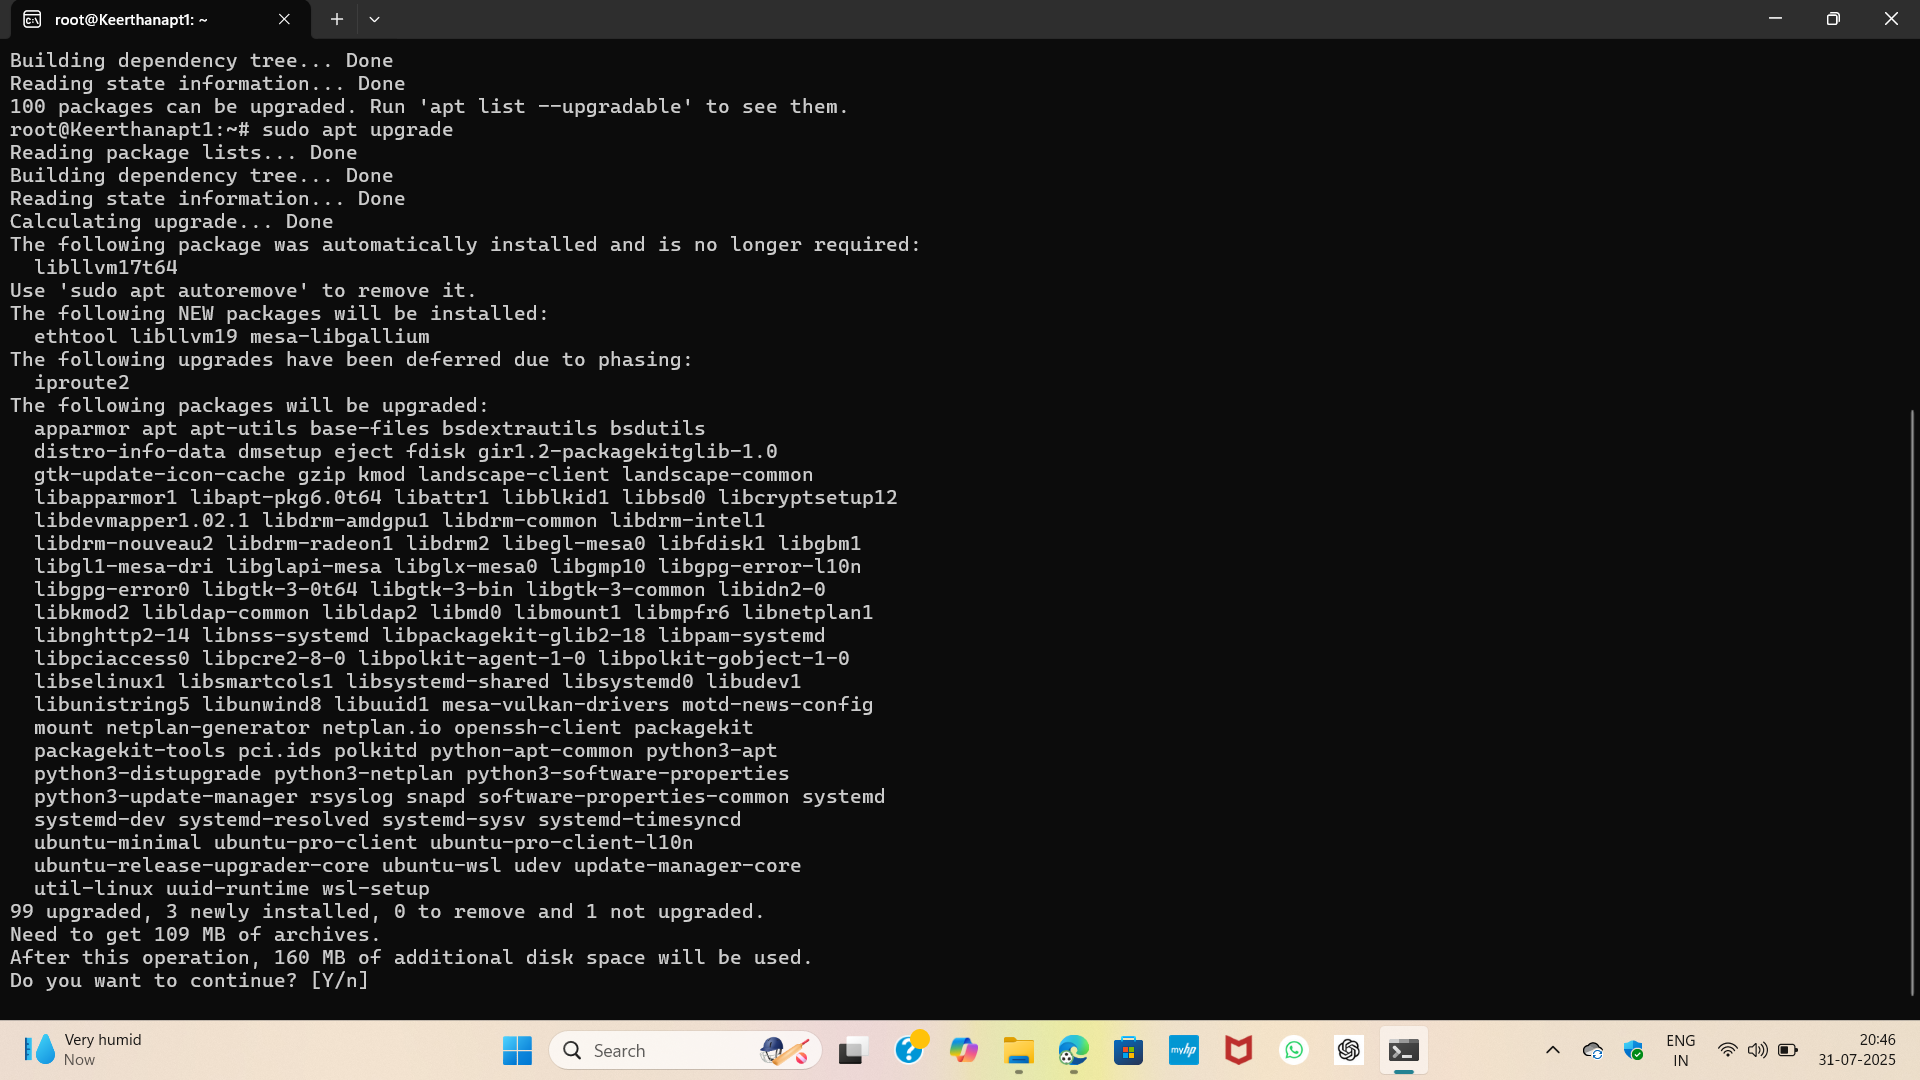 root@Keerthanapt1: ~
Building dependency tree... Done
Reading state information... Done
100 packages can be upgraded. Run 'apt list --upgradable' to see them.
root@Keerthanapt1:~# sudo apt upgrade
Reading package lists... Done
Building dependency tree... Done
Reading state information... Done
Calculating upgrade... Done
The following package was automatically installed and is no longer required:
  libllvm17t64
Use 'sudo apt autoremove' to remove it.
The following NEW packages will be installed:
  ethtool libllvm19 mesa-libgallium
The following upgrades have been deferred due to phasing:
  iproute2
The following packages will be upgraded:
  apparmor apt apt-utils base-files bsdextrautils bsdutils
  distro-info-data dmsetup eject fdisk gir1.2-packagekitglib-1.0
  gtk-update-icon-cache gzip kmod landscape-client landscape-common
  libapparmor1 libapt-pkg6.0t64 libattr1 libblkid1 libbsd0 libcryptsetup12
  libdevmapper1.02.1 libdrm-amdgpu1 libdrm-common libdrm-intel1
  libdrm-nouveau2 libdrm-radeon1 libdrm2 libegl-mesa0 libfdisk1 libgbm1
  libgl1-mesa-dri libglapi-mesa libglx-mesa0 libgmp10 libgpg-error-l10n
  libgpg-error0 libgtk-3-0t64 libgtk-3-bin libgtk-3-common libidn2-0
  libkmod2 libldap-common libldap2 libmd0 libmount1 libmpfr6 libnetplan1
  libnghttp2-14 libnss-systemd libpackagekit-glib2-18 libpam-systemd
  libpciaccess0 libpcre2-8-0 libpolkit-agent-1-0 libpolkit-gobject-1-0
  libselinux1 libsmartcols1 libsystemd-shared libsystemd0 libudev1
  libunistring5 libunwind8 libuuid1 mesa-vulkan-drivers motd-news-config
  mount netplan-generator netplan.io openssh-client packagekit
  packagekit-tools pci.ids polkitd python-apt-common python3-apt
  python3-distupgrade python3-netplan python3-software-properties
  python3-update-manager rsyslog snapd software-properties-common systemd
  systemd-dev systemd-resolved systemd-sysv systemd-timesyncd
  ubuntu-minimal ubuntu-pro-client ubuntu-pro-client-l10n
  ubuntu-release-upgrader-core ubuntu-wsl udev update-manager-core
  util-linux uuid-runtime wsl-setup
99 upgraded, 3 newly installed, 0 to remove and 1 not upgraded.
Need to get 109 MB of archives.
After this operation, 160 MB of additional disk space will be used.
Do you want to continue? [Y/n]
Very humid
Now
Search
myhp
ENG
IN
20:46
31-07-2025